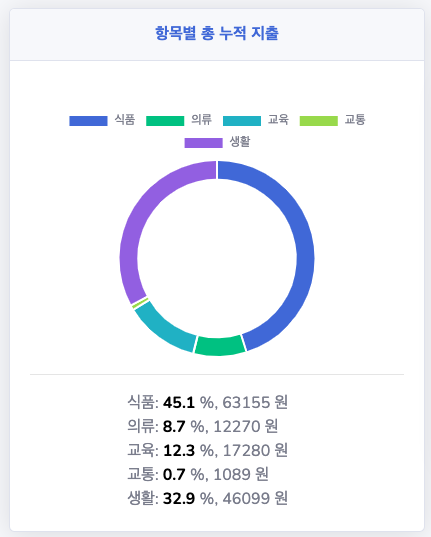 항목별 총 누적 지출
식품 의류 교육 교통
생활
식품: 45.1 %, 63155 원
의류: 8.7 %, 12270 원
교육: 12.3 %, 17280 원
교통: 0.7 %, 1089 원
생활: 32.9 %, 46099 원